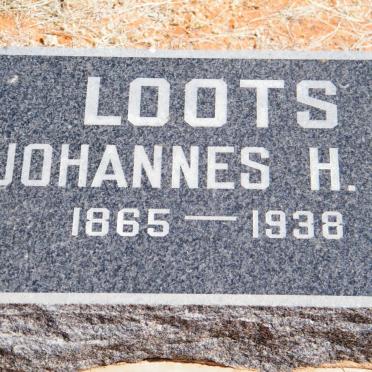 LOOTS
JOHANNES H.
1865 — 1938